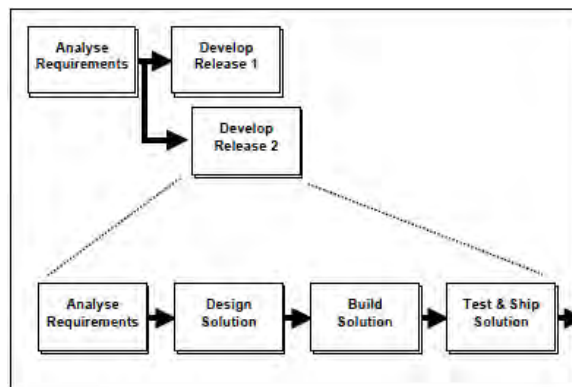 Analyse
Requirements
Develop
Release 1
Develop
Release 2
Analyse
Requirements
Design
Solution
Build
Solution
Test & Ship
Solution